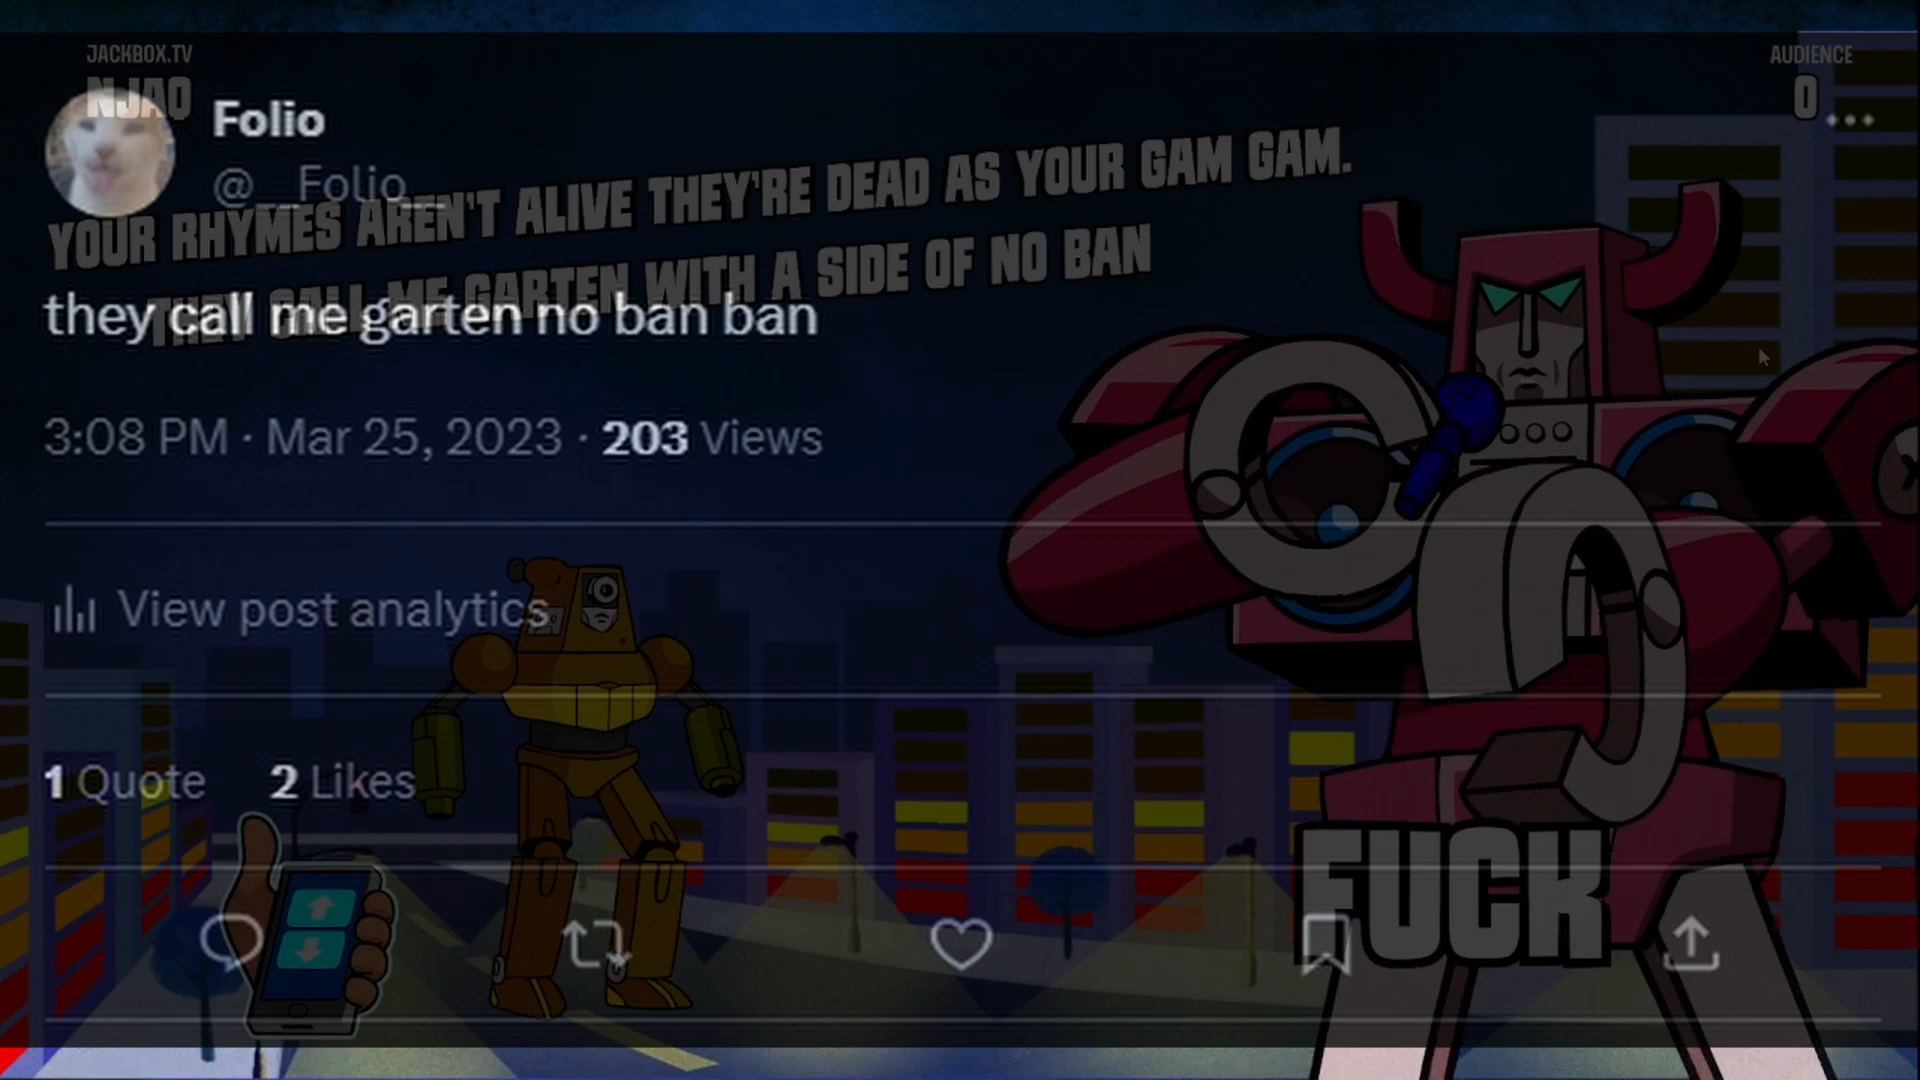 JACKBOX.TV
NJAO
AUDIENCE
0
Folio
@__Folio__
YOUR RHYMES AREN'T ALIVE THEY'RE DEAD AS YOUR GAM GAM.
THEY CALL ME GARTEN WITH A SIDE OF NO BAN
they call me garten no ban ban
3:08 PM · Mar 25, 2023 · 203 Views
View post analytics
1 Quote 2 Likes
FUCK